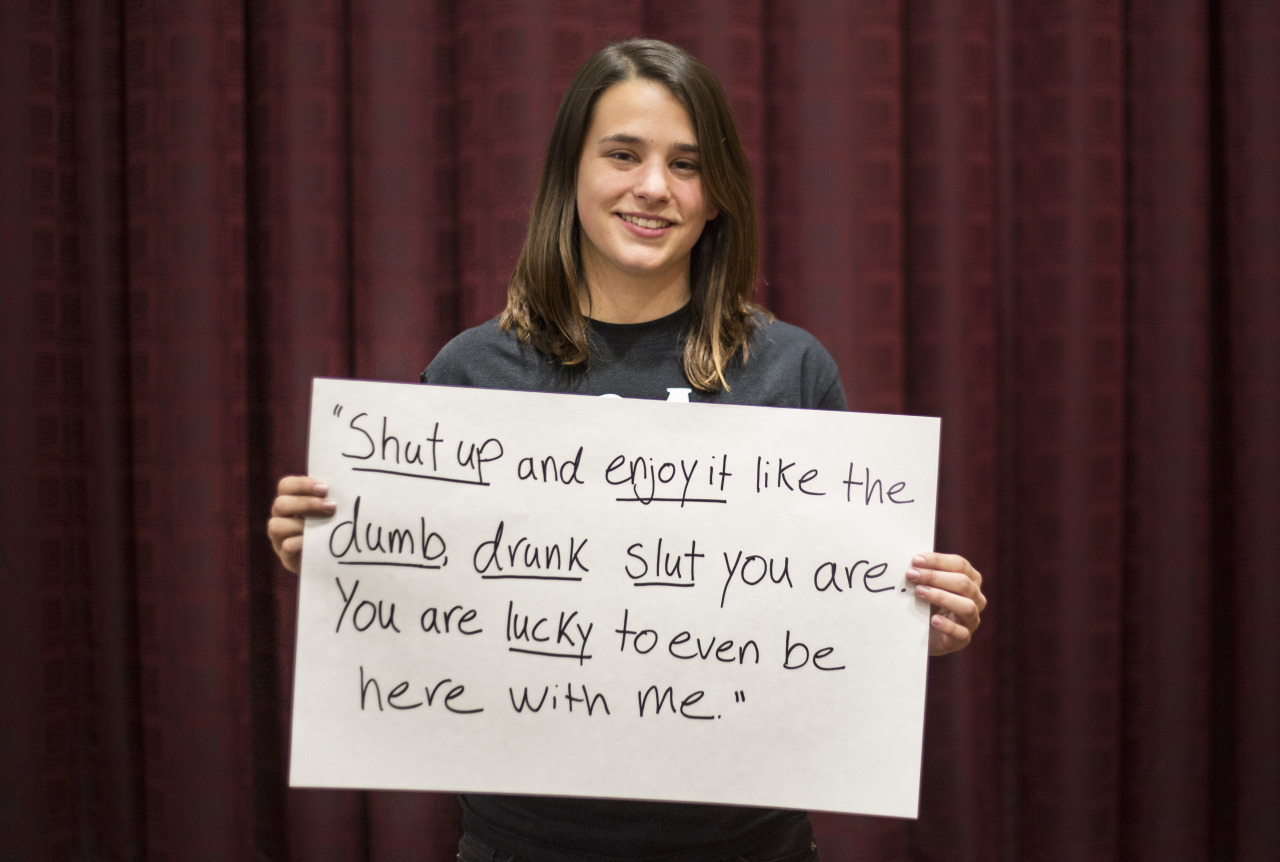 "Shut up and enjoy it like the
dumb, drunk slut you are.
You are lucky to even be
here with me."